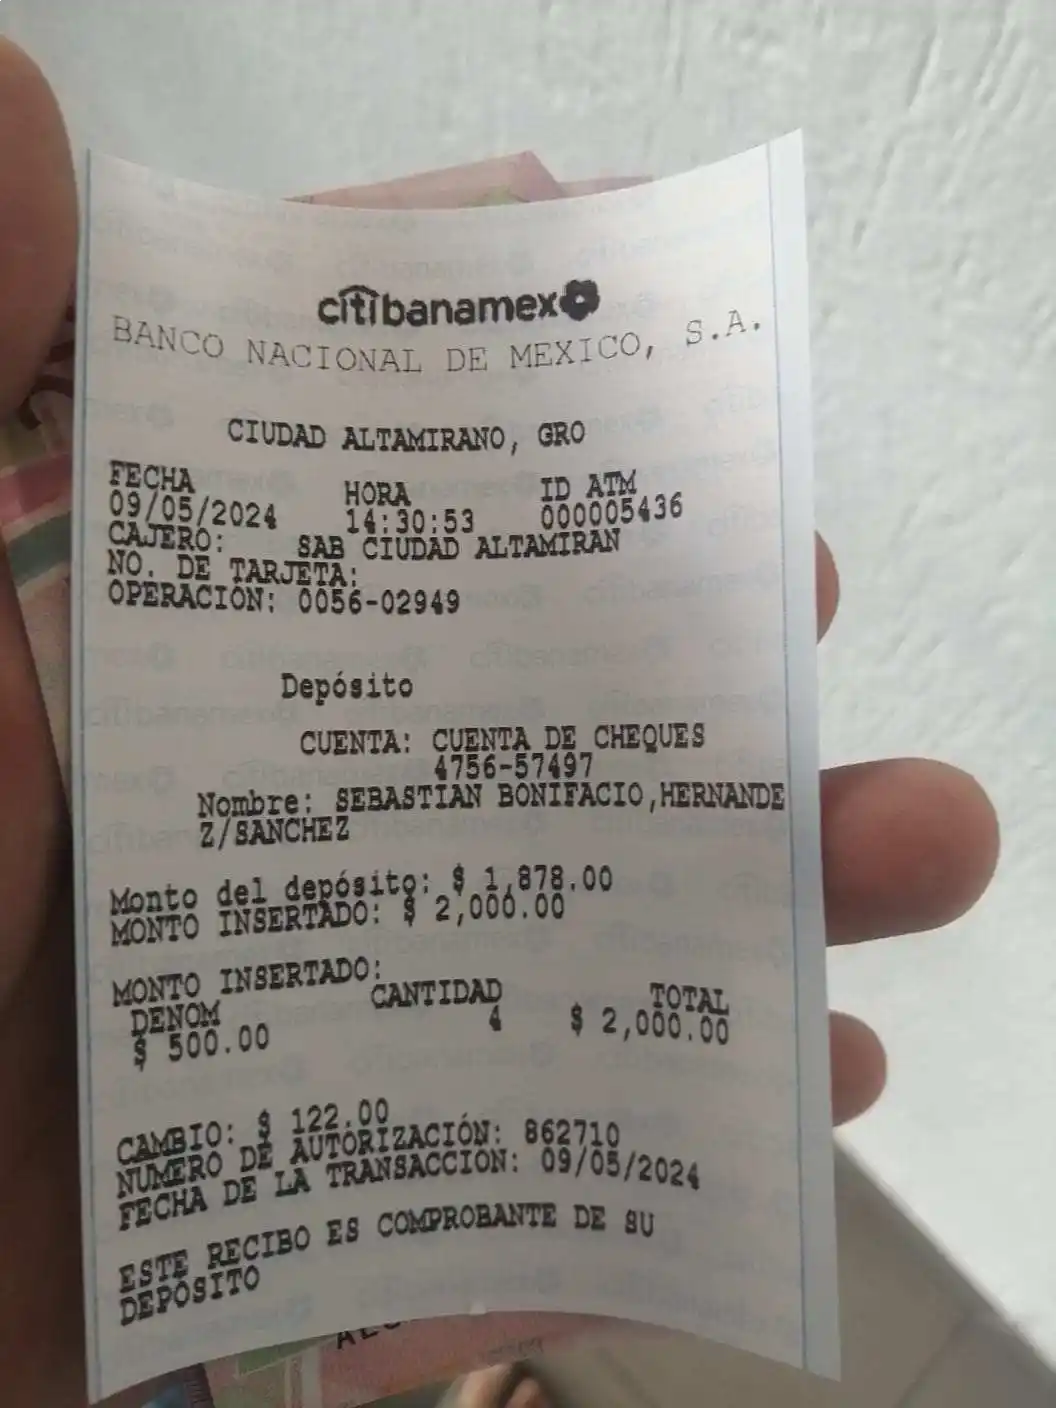 citibanamex
BANCO NACIONAL DE MEXICO, S.A.
CIUDAD ALTAMIRANO, GRO
FECHA HORA ID ATM
09/05/2024 14:30:53 000005436
CAJERO: SAB CIUDAD ALTAMIRAN
NO. DE TARJETA:
OPERACION: 0056-02949
Depósito
CUENTA: CUENTA DE CHEQUES
4756-57497
Nombre: SEBASTIAN BONIFACIO,HERNANDE
Z/SANCHEZ
Monto del depósito: $ 1,878.00
MONTO INSERTADO: $ 2,000.00
MONTO INSERTADO:
DENOM CANTIDAD TOTAL
$ 500.00 4 $ 2,000.00
CAMBIO: $ 122.00
NUMERO DE AUTORIZACIÓN: 862710
FECHA DE LA TRANSACCION: 09/05/2024
ESTE RECIBO ES COMPROBANTE DE SU
DEPÓSITO